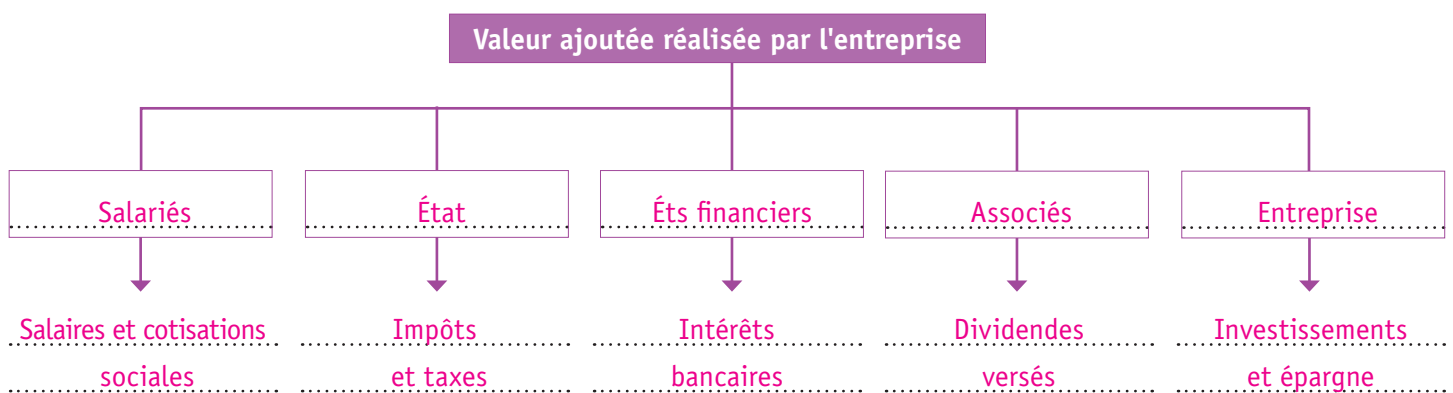 Valeur ajoutée réalisée par l'entreprise
Salariés
État
Éts financiers
Associés
Entreprise
Salaires et cotisations
sociales
Impôts
et taxes
Intérêts
bancaires
Dividendes
versés
Investissements
et épargne